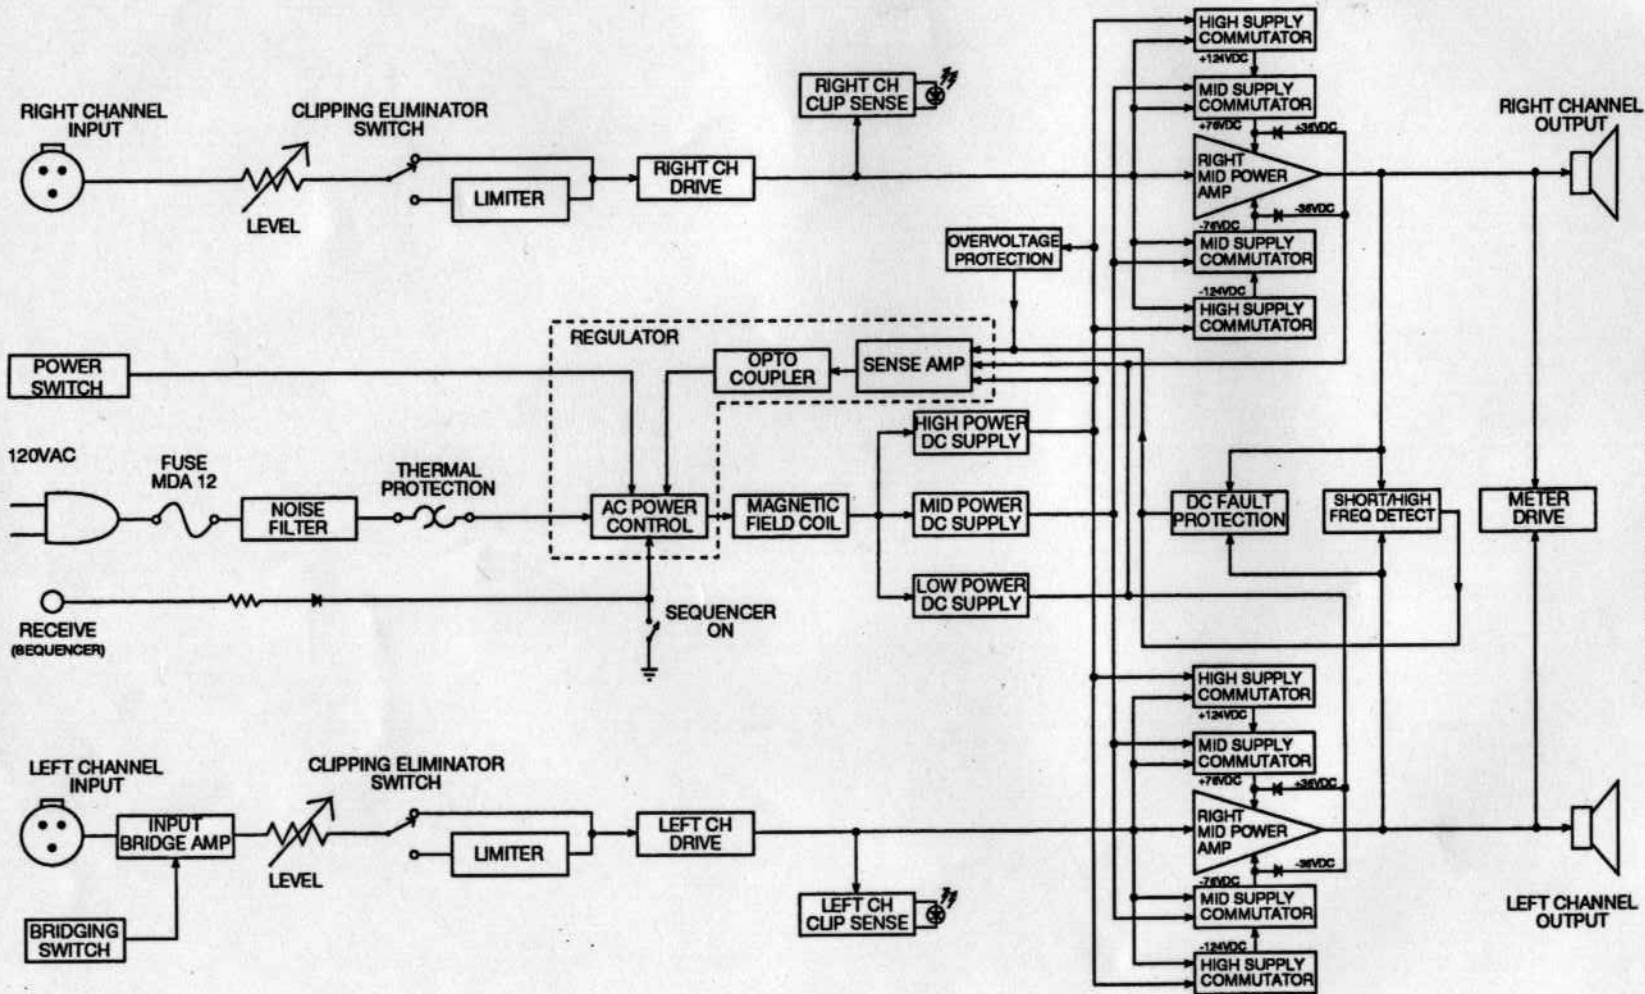 HIGH SUPPLY
COMMUTATOR
+124VDC
RIGHT CH
CLIP SENSE
MID SUPPLY
COMMUTATOR
RIGHT CHANNEL
INPUT
CLIPPING ELIMINATOR
SWITCH
RIGHT CHANNEL
OUTPUT
+76VDC
+36VDC
RIGHT
MID POWER
AMP
RIGHT CH
DRIVE
LIMITER
LEVEL
-36VDC
-76VDC
OVERVOLTAGE
PROTECTION
MID SUPPLY
COMMUTATOR
-124VDC
HIGH SUPPLY
COMMUTATOR
REGULATOR
POWER
SWITCH
OPTO
COUPLER
SENSE AMP
HIGH POWER
DC SUPPLY
120VAC
FUSE
MDA 12
THERMAL
PROTECTION
NOISE
FILTER
AC POWER
CONTROL
MAGNETIC
FIELD COIL
MID POWER
DC SUPPLY
DC FAULT
PROTECTION
SHORT/HIGH
FREQ DETECT
METER
DRIVE
LOW POWER
DC SUPPLY
RECEIVE
(SEQUENCER)
SEQUENCER
ON
HIGH SUPPLY
COMMUTATOR
+124VDC
MID SUPPLY
COMMUTATOR
LEFT CHANNEL
INPUT
CLIPPING ELIMINATOR
SWITCH
+76VDC
+36VDC
INPUT
BRIDGE AMP
LEFT CH
DRIVE
RIGHT
MID POWER
AMP
LIMITER
LEVEL
-36VDC
-76VDC
LEFT CH
CLIP SENSE
MID SUPPLY
COMMUTATOR
LEFT CHANNEL
OUTPUT
BRIDGING
SWITCH
-124VDC
HIGH SUPPLY
COMMUTATOR